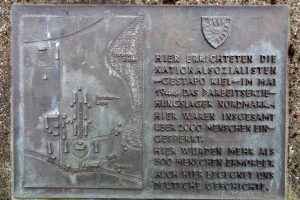 HIER ERRICHTETEN DIE
NATIONALSOZIALISTEN
–GESTAPO KIEL– IM MAI
1944 DAS "ARBEITSERZIE-
HUNGSLAGER NORDMARK".
HIER WAREN INSGESAMT
ÜBER 2000 MENSCHEN EIN-
GESPERRT.
HIER WURDEN MEHR ALS
500 MENSCHEN ERMORDET.
AUCH HIER EREIGNET UNS
DEUTSCHE GESCHICHTE.